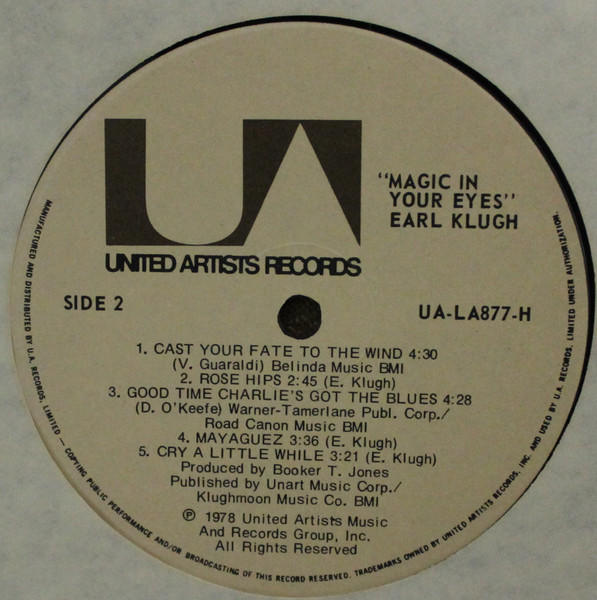 UA
UNITED ARTISTS RECORDS
"MAGIC IN
YOUR EYES"
EARL KLUGH
SIDE 2
UA-LA877-H
1. CAST YOUR FATE TO THE WIND 4:30
(V. Guaraldi) Belinda Music BMI
2. ROSE HIPS 2:45 (E. Klugh)
3. GOOD TIME CHARLIE'S GOT THE BLUES 4:28
(D. O'Keefe) Warner-Tamerlane Publ. Corp./
Road Canon Music BMI
4. MAYAGUEZ 3:36 (E. Klugh)
5. CRY A LITTLE WHILE 3:21 (E. Klugh)
Produced by Booker T. Jones
Published by Unart Music Corp./
Klughmoon Music Co. BMI
℗ 1978 United Artists Music
And Records Group, Inc.
All Rights Reserved
MANUFACTURED AND DISTRIBUTED BY U.A. RECORDS, LIMITED — COPYING PUBLIC PERFORMANCE AND/OR BROADCASTING OF THIS RECORD RESERVED. TRADEMARKS OWNED BY UNITED ARTISTS RECORDS, INC. AND USED BY U.A. RECORDS, LIMITED UNDER AUTHORIZATION.